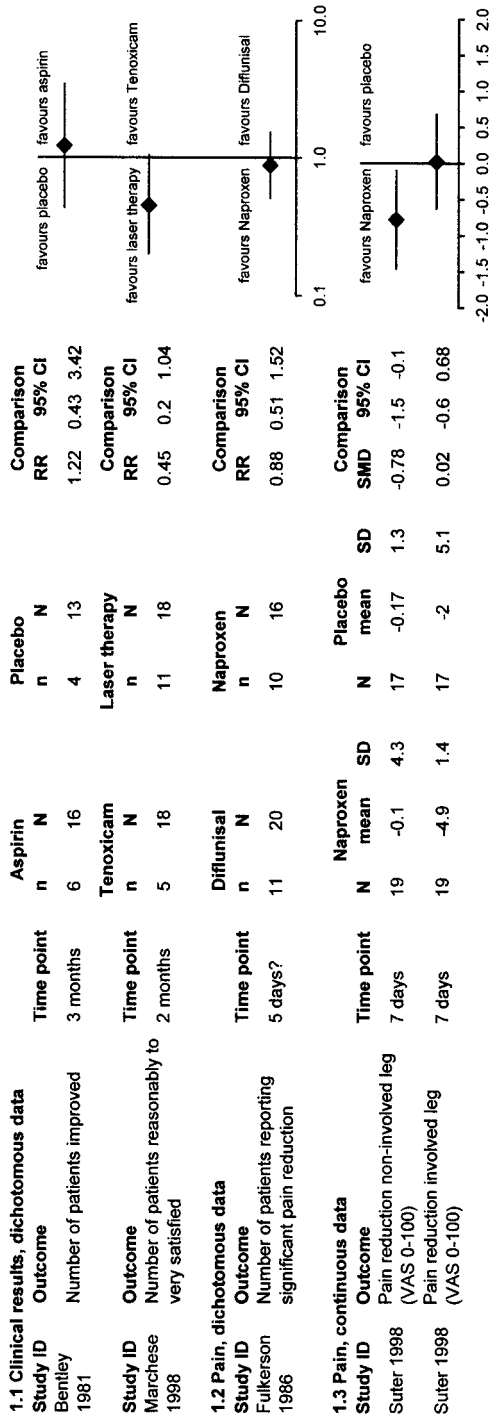 1.1 Clinical results, dichotomous data
Aspirin Placebo Comparison
Study ID Outcome Time point n N n N RR 95% CI
Bentley Number of patients improved 3 months 6 16 4 13 1.22 0.43 3.42
1981
favours placebo favours aspirin
Tenoxicam Laser therapy Comparison
Study ID Outcome Time point n N n N RR 95% CI
Marchese Number of patients reasonably to 2 months 5 18 11 18 0.45 0.2 1.04
1998 very satisfied
favours laser therapy favours Tenoxicam
1.2 Pain, dichotomous data
Diflunisal Naproxen Comparison
Study ID Outcome Time point n N n N RR 95% CI
Fulkerson Number of patients reporting 5 days? 11 20 10 16 0.88 0.51 1.52
1986 significant pain reduction
favours Naproxen favours Diflunisal
0.1 1.0 10.0
1.3 Pain, continuous data
Naproxen Placebo Comparison
Study ID Outcome Time point N mean SD N mean SD SMD 95% CI
Suter 1998 Pain reduction non-involved leg 7 days 19 -0.1 4.3 17 -0.17 1.3 -0.78 -1.5 -0.1
(VAS 0-100)
Suter 1998 Pain reduction involved leg 7 days 19 -4.9 1.4 17 -2 5.1 0.02 -0.6 0.68
(VAS 0-100)
favours Naproxen favours placebo
-2.0 -1.5 -1.0 -0.5 0.0 0.5 1.0 1.5 2.0